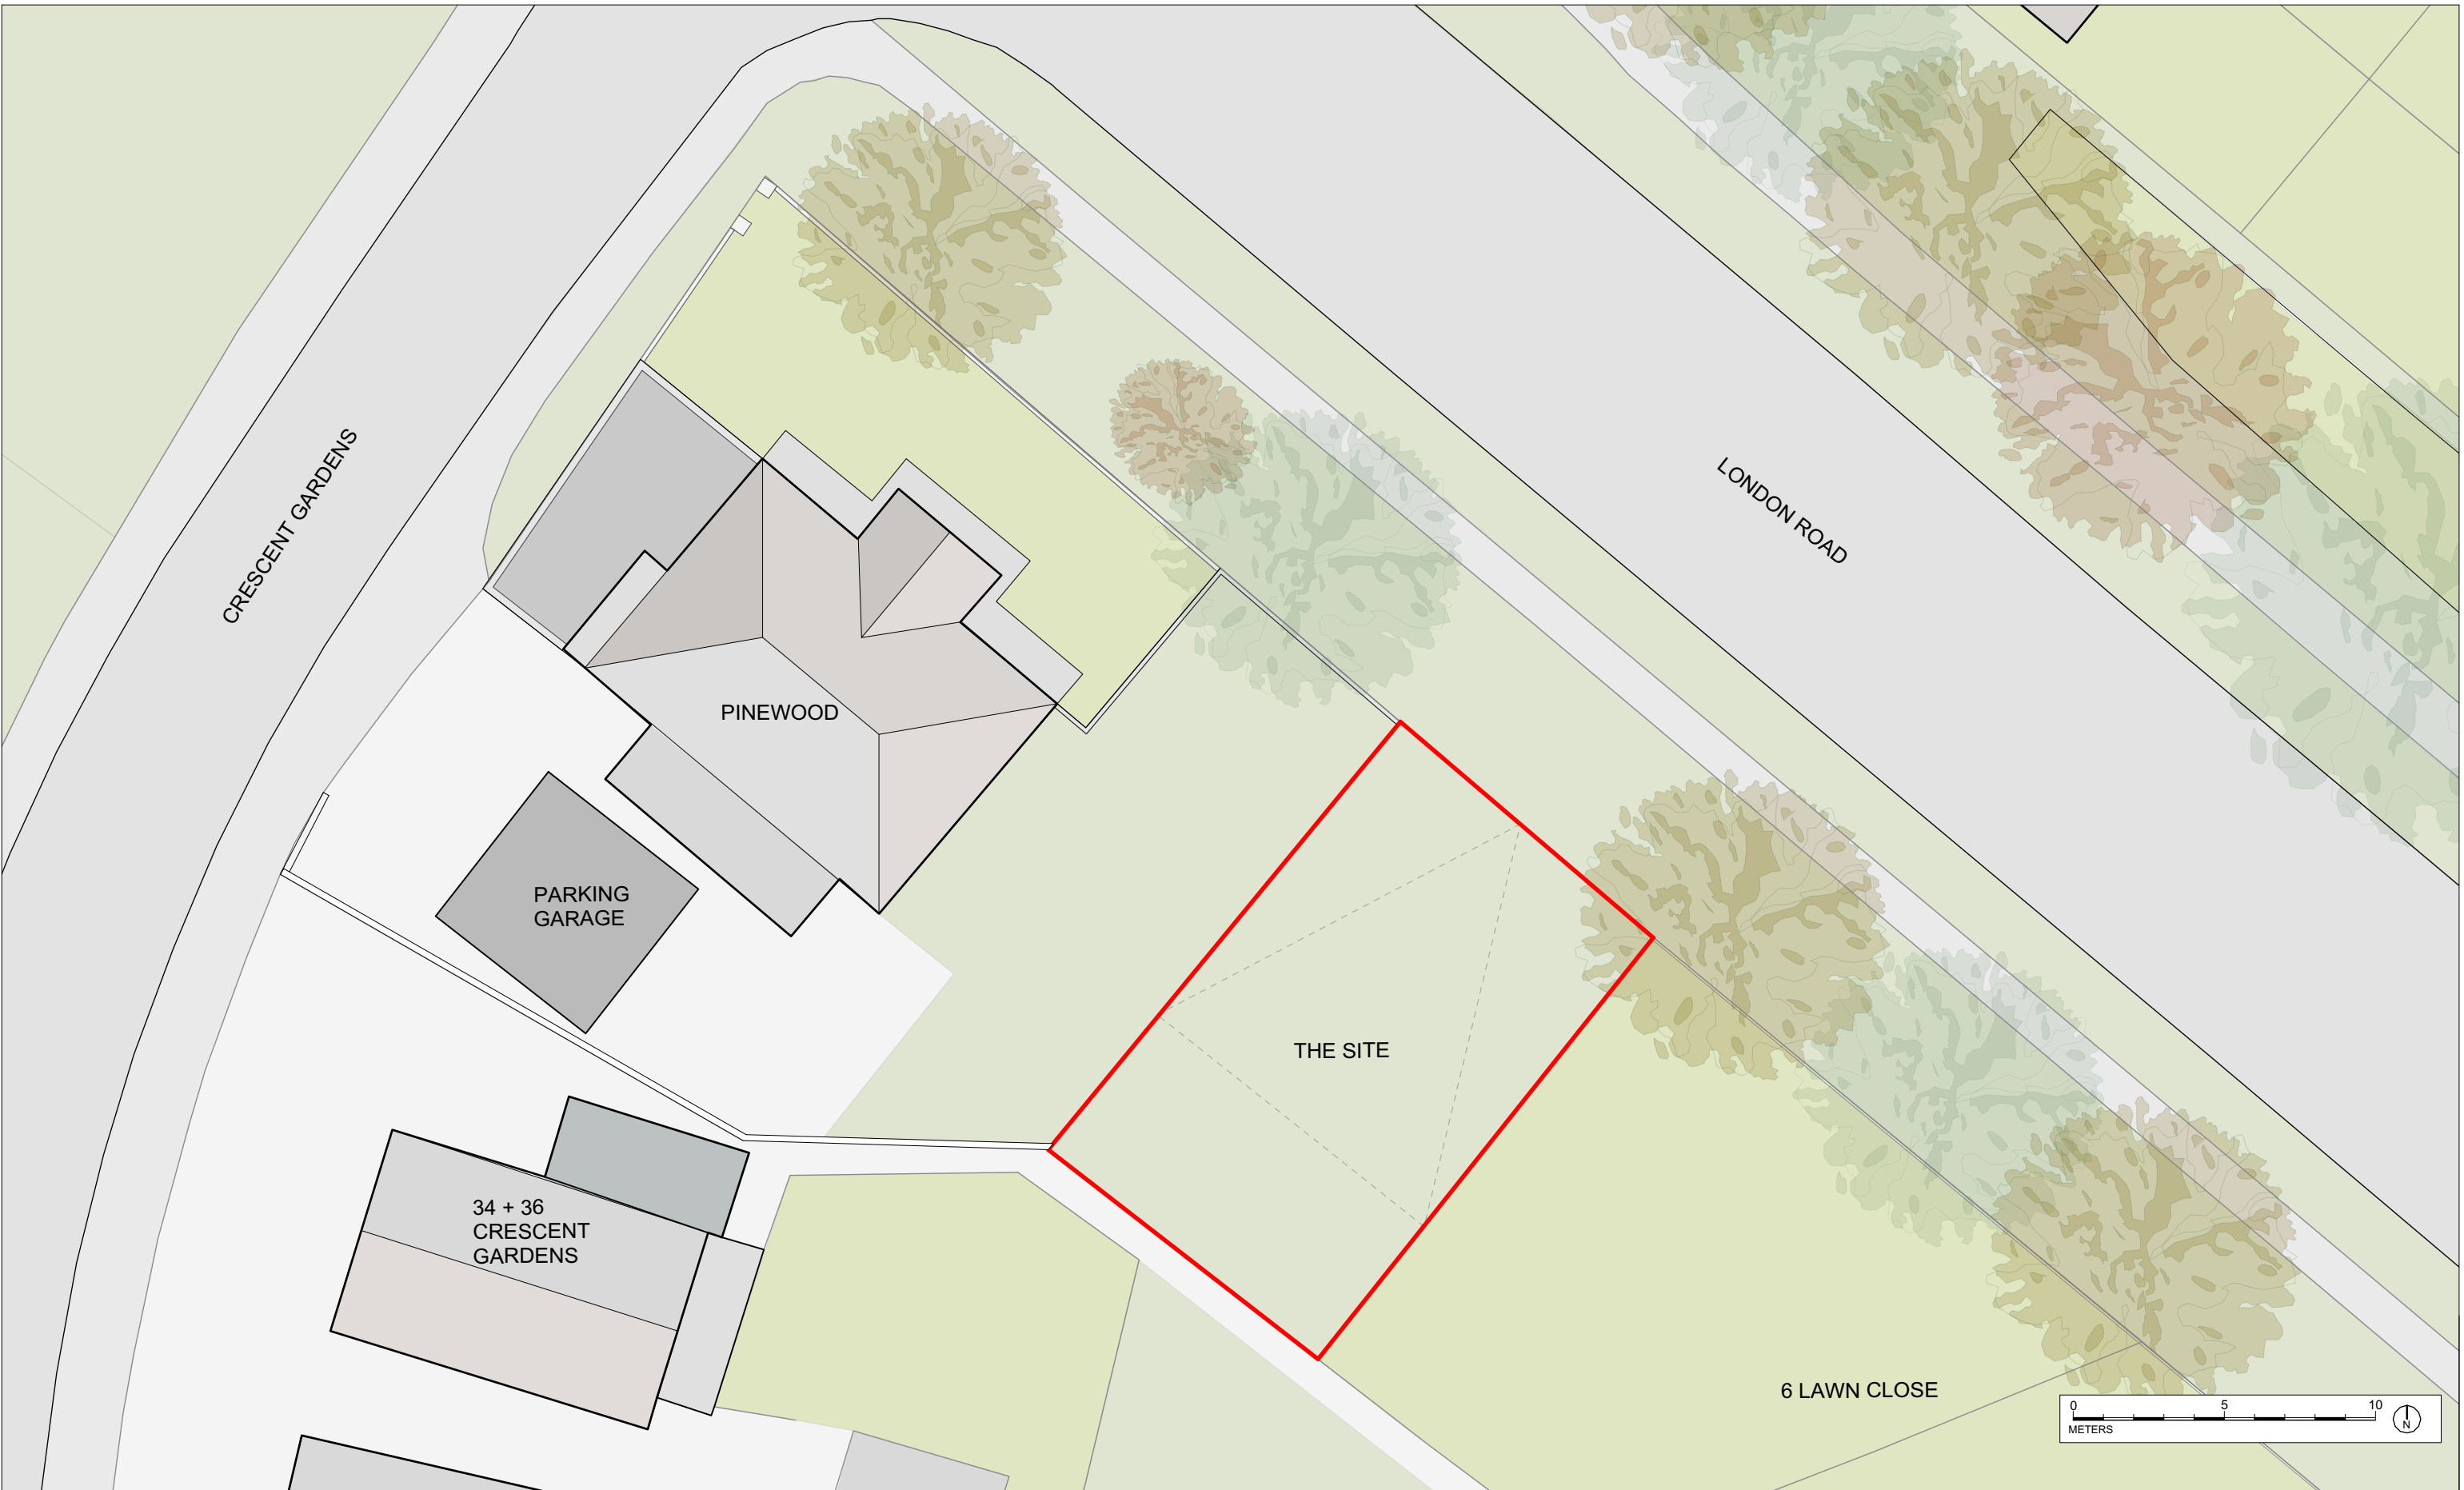 CRESCENT GARDENS
LONDON ROAD
PINEWOOD
PARKING
GARAGE
THE SITE
34 + 36
CRESCENT
GARDENS
6 LAWN CLOSE
0 5 10
METERS
N